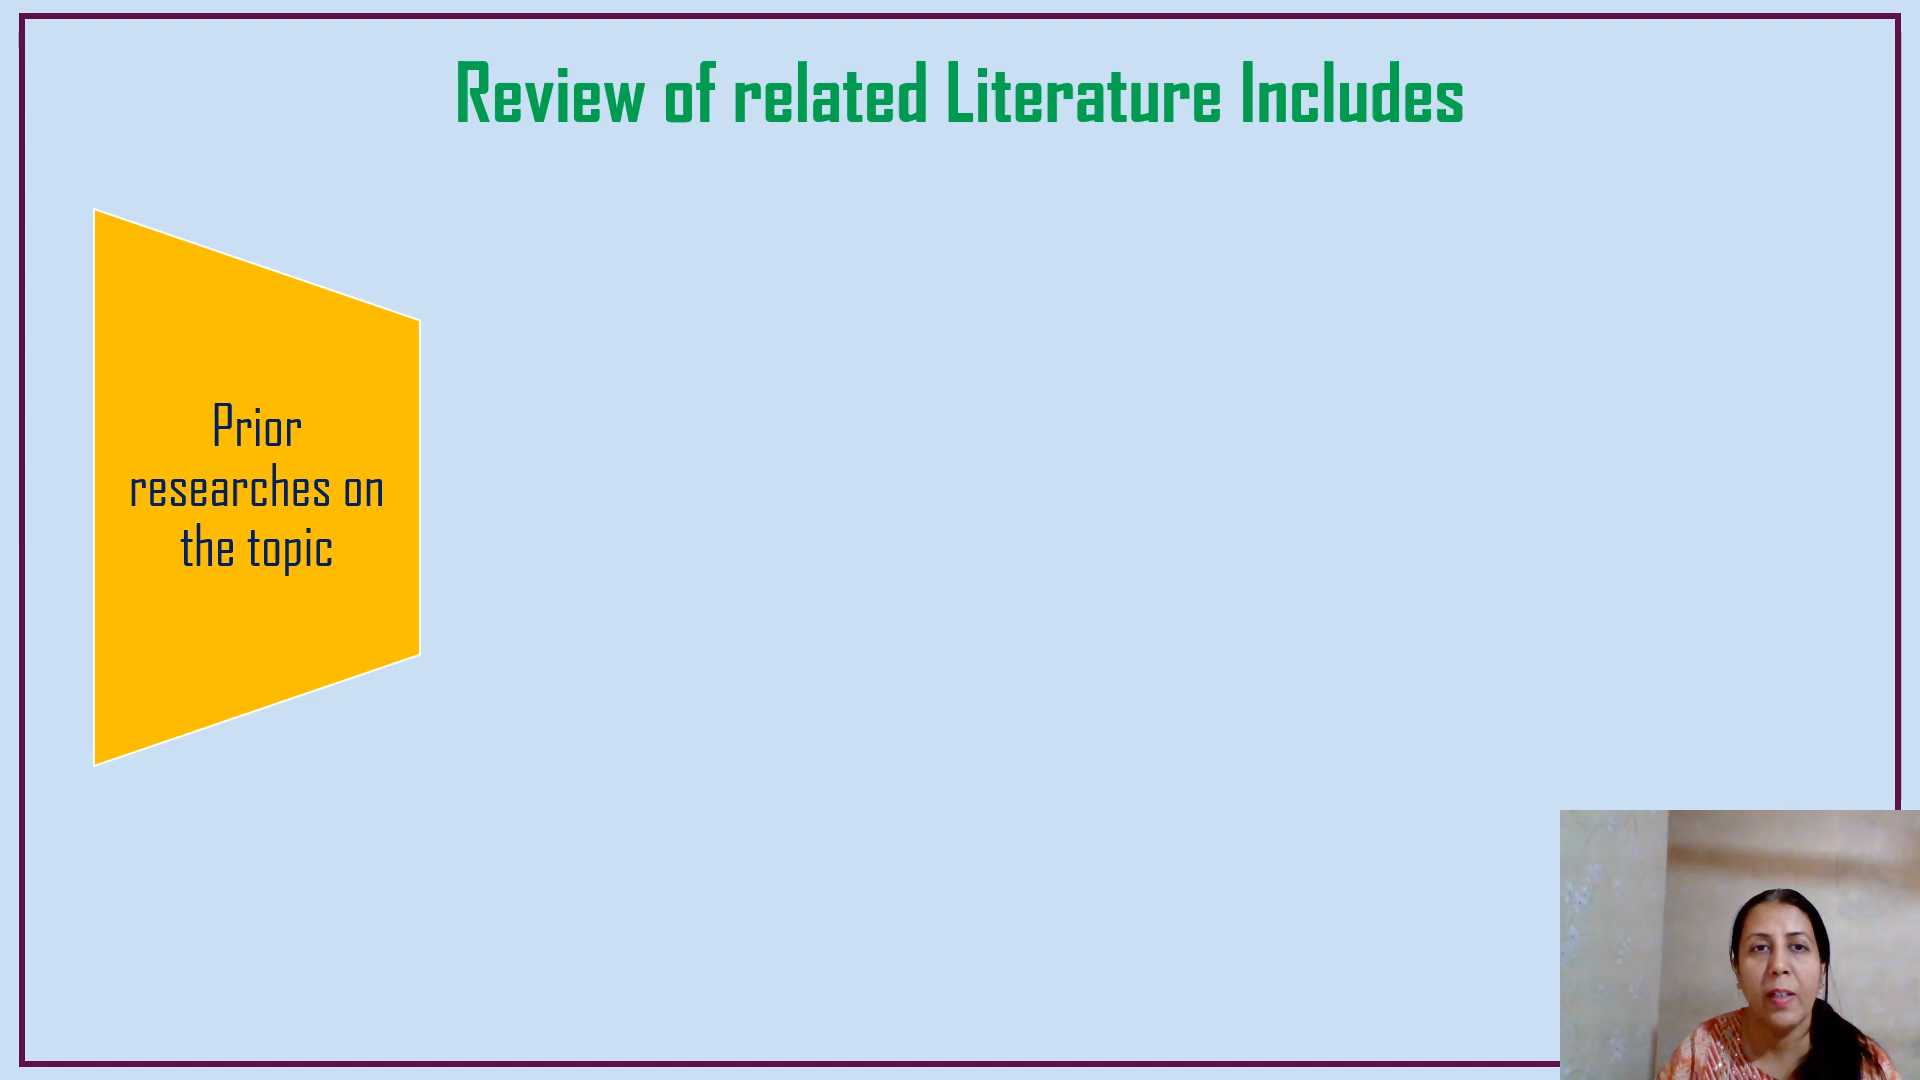 Review of related Literature Includes
Prior
researches on
the topic